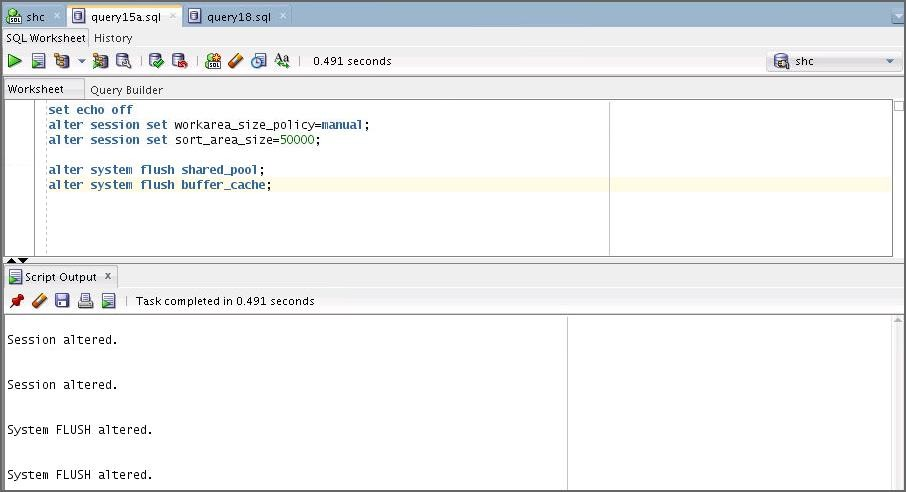 shc query15a.sql query18.sql
SQL Worksheet History
0.491 seconds shc
Worksheet Query Builder
set echo off
alter session set workarea_size_policy=manual;
alter session set sort_area_size=50000;
alter system flush shared_pool;
alter system flush buffer_cache;
Script Output
Task completed in 0.491 seconds
Session altered.
Session altered.
System FLUSH altered.
System FLUSH altered.